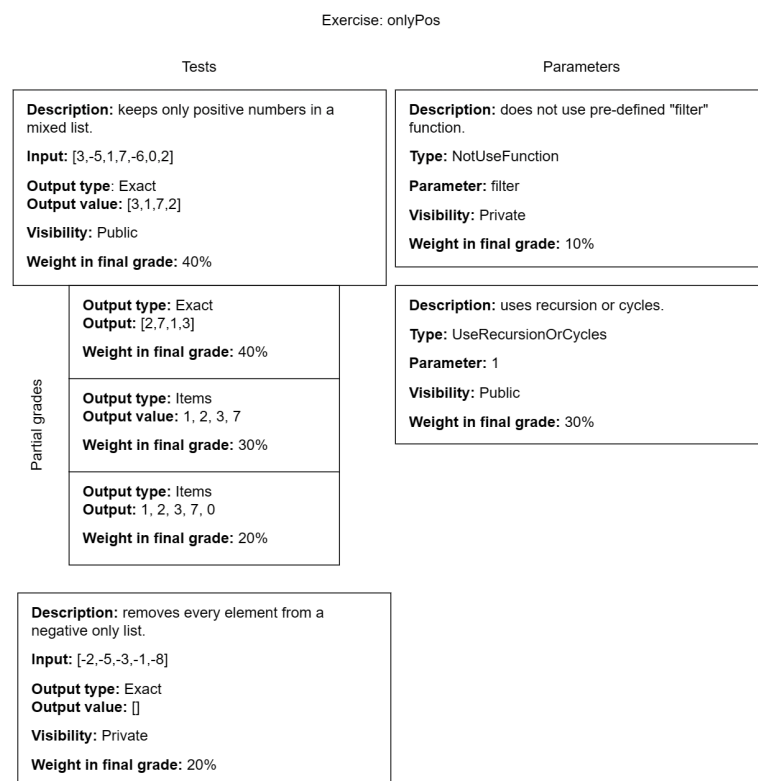 Exercise: onlyPos
Tests
Description: keeps only positive numbers in a
mixed list.
Input: [3,-5,1,7,-6,0,2]
Output type: Exact
Output value: [3,1,7,2]
Visibility: Public
Weight in final grade: 40%
Partial grades
Output type: Exact
Output: [2,7,1,3]
Weight in final grade: 40%
Output type: Items
Output value: 1, 2, 3, 7
Weight in final grade: 30%
Output type: Items
Output: 1, 2, 3, 7, 0
Weight in final grade: 20%
Description: removes every element from a
negative only list.
Input: [-2,-5,-3,-1,-8]
Output type: Exact
Output value: []
Visibility: Private
Weight in final grade: 20%
Parameters
Description: does not use pre-defined "filter"
function.
Type: NotUseFunction
Parameter: filter
Visibility: Private
Weight in final grade: 10%
Description: uses recursion or cycles.
Type: UseRecursionOrCycles
Parameter: 1
Visibility: Public
Weight in final grade: 30%